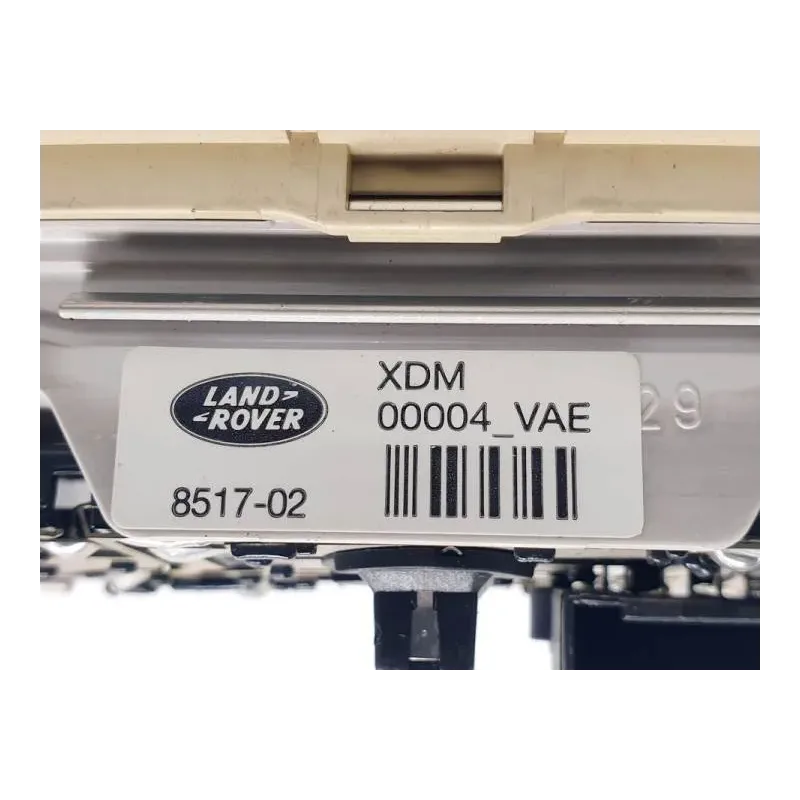 LAND-
-ROVER
8517-02
XDM
00004_VAE
29